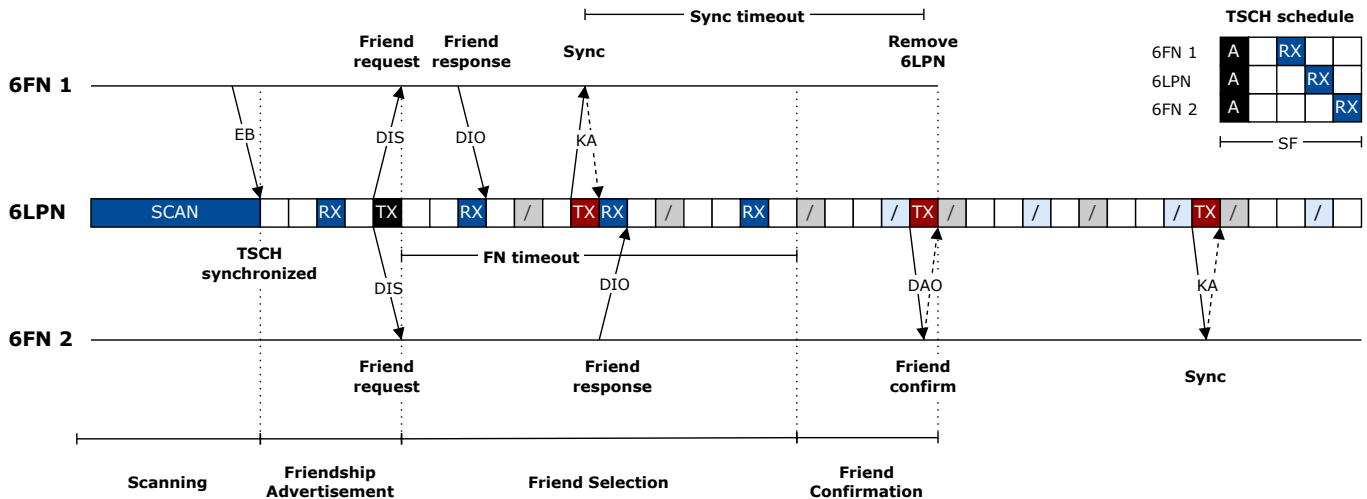 Sync timeout
TSCH schedule
Friend
request
Friend
response
Sync
Remove
6LPN
6FN 1
A
RX
6LPN
A
RX
6FN 2
A
RX
SF
6FN 1
EB
DIS
DIO
KA
6LPN
SCAN
RX
TX
RX
/
TX
RX
/
RX
/
/
TX
/
/
/
/
TX
/
/
TSCH
synchronized
FN timeout
DIS
DIO
DAO
KA
6FN 2
Friend
request
Friend
response
Friend
confirm
Sync
Scanning
Friendship
Advertisement
Friend Selection
Friend
Confirmation